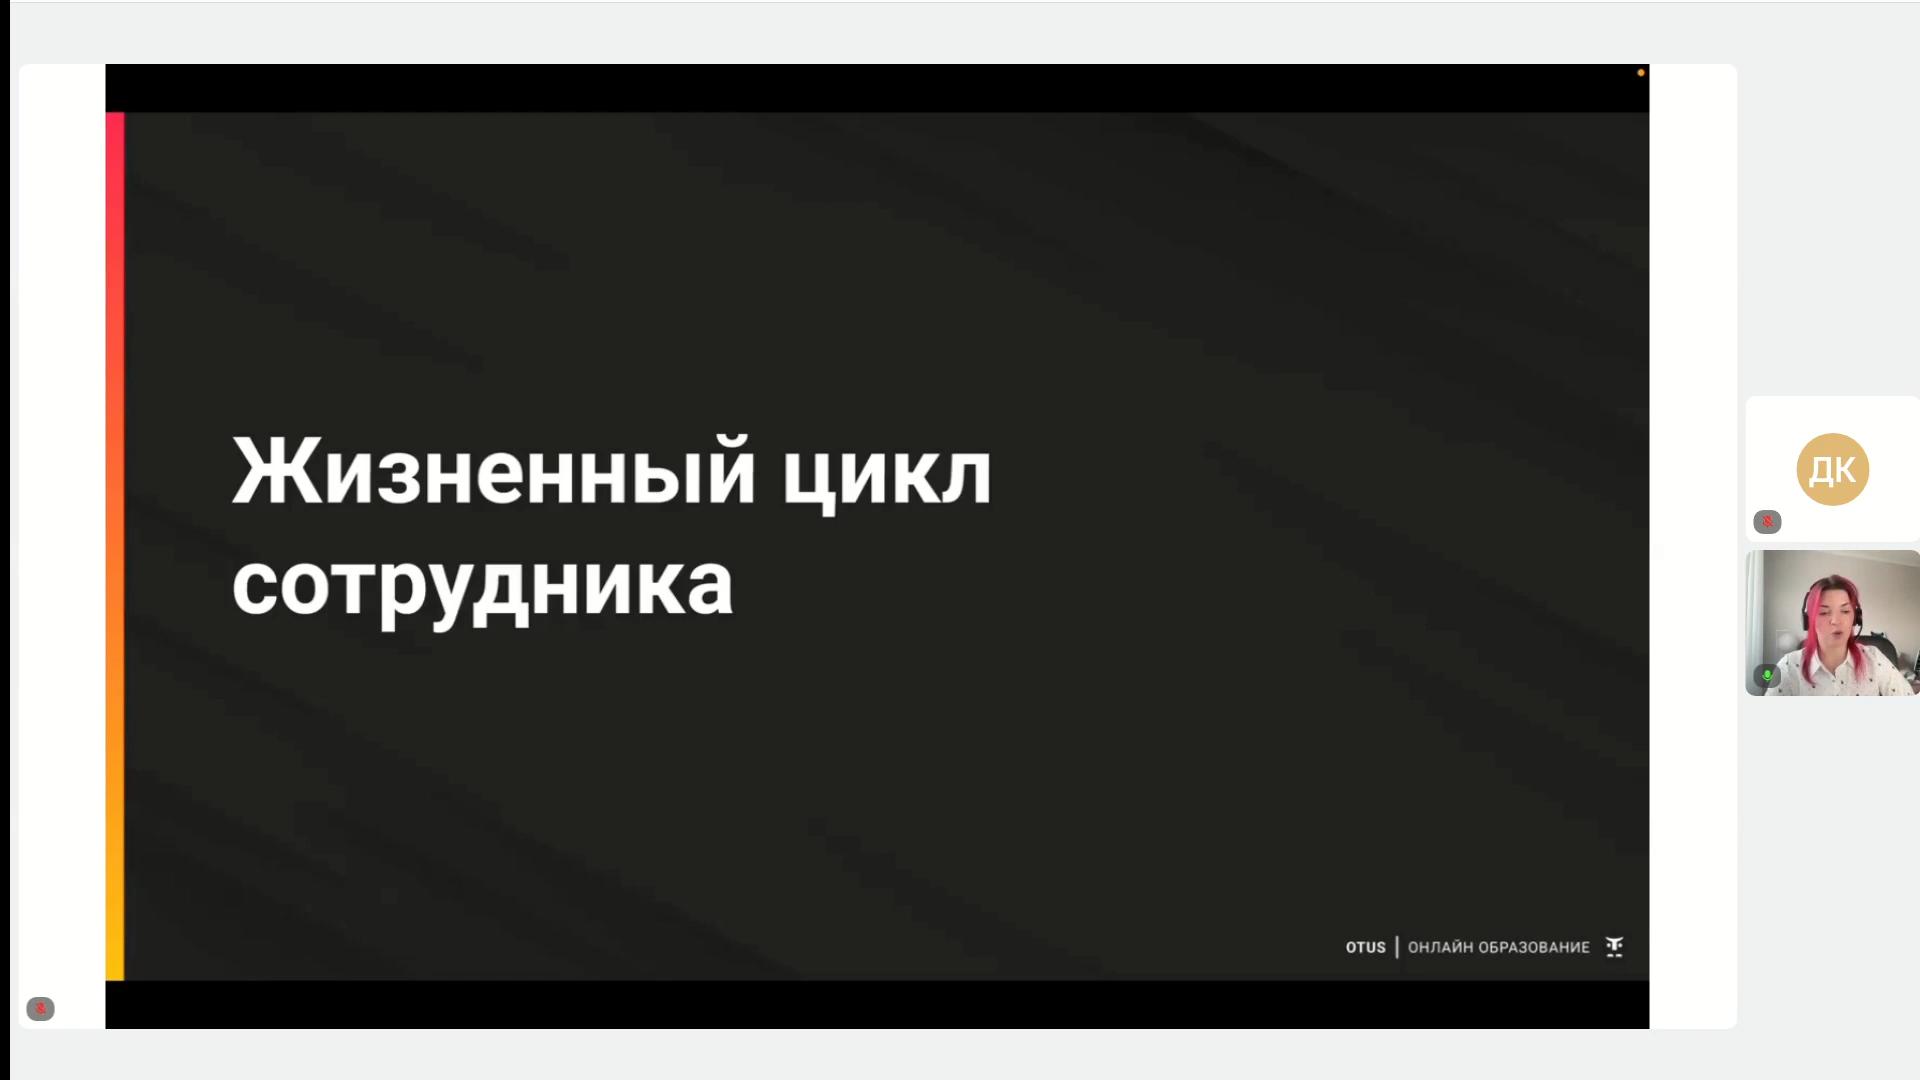 Жизненный цикл
сотрудника
ДК
OTUS | ОНЛАЙН ОБРАЗОВАНИЕ